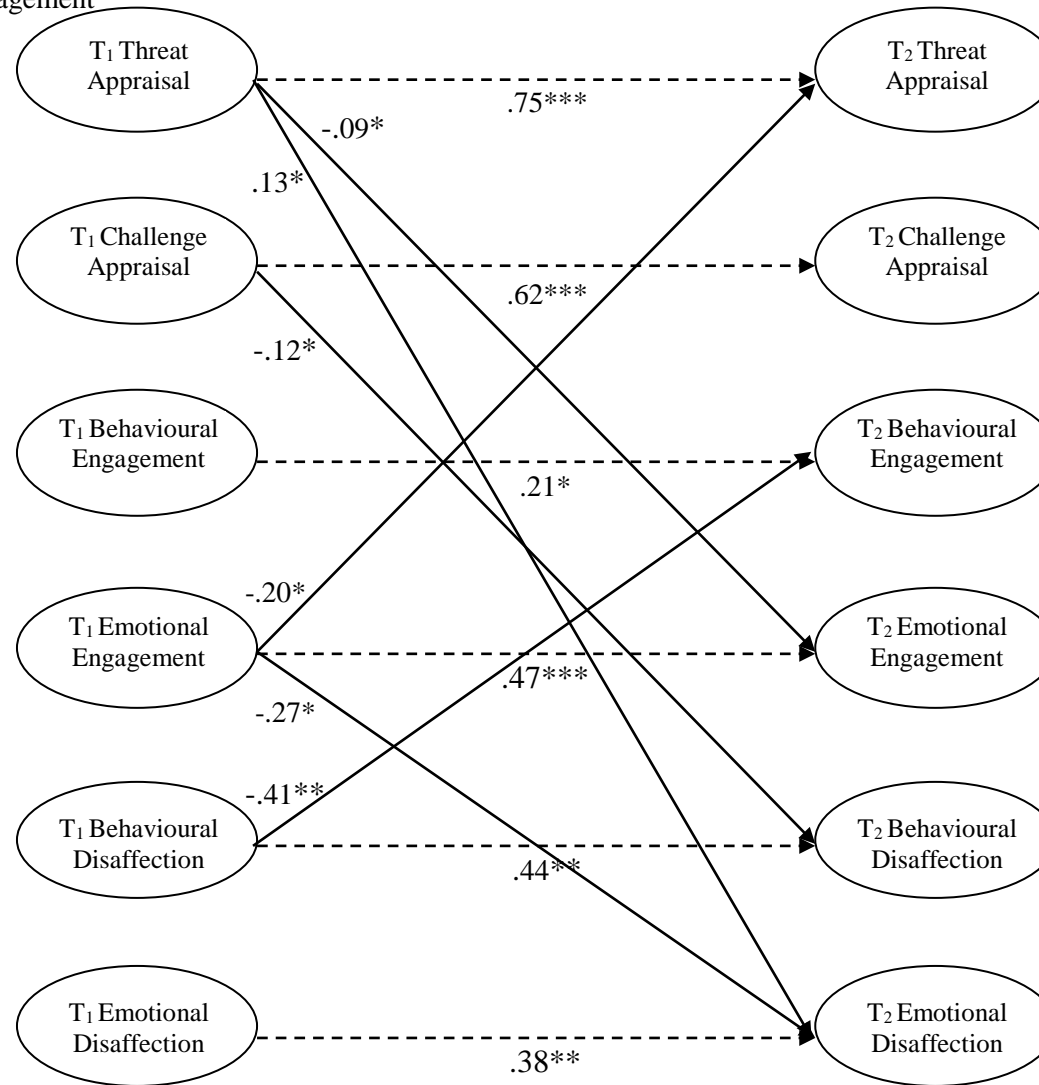 agement
T1 Threat
Appraisal
T2 Threat
Appraisal
.75***
-.09*
.13*
T1 Challenge
Appraisal
T2 Challenge
Appraisal
.62***
-.12*
T1 Behavioural
Engagement
T2 Behavioural
Engagement
.21*
-.20*
T1 Emotional
Engagement
T2 Emotional
Engagement
.47***
-.27*
-.41**
T1 Behavioural
Disaffection
T2 Behavioural
Disaffection
.44**
T1 Emotional
Disaffection
T2 Emotional
Disaffection
.38**